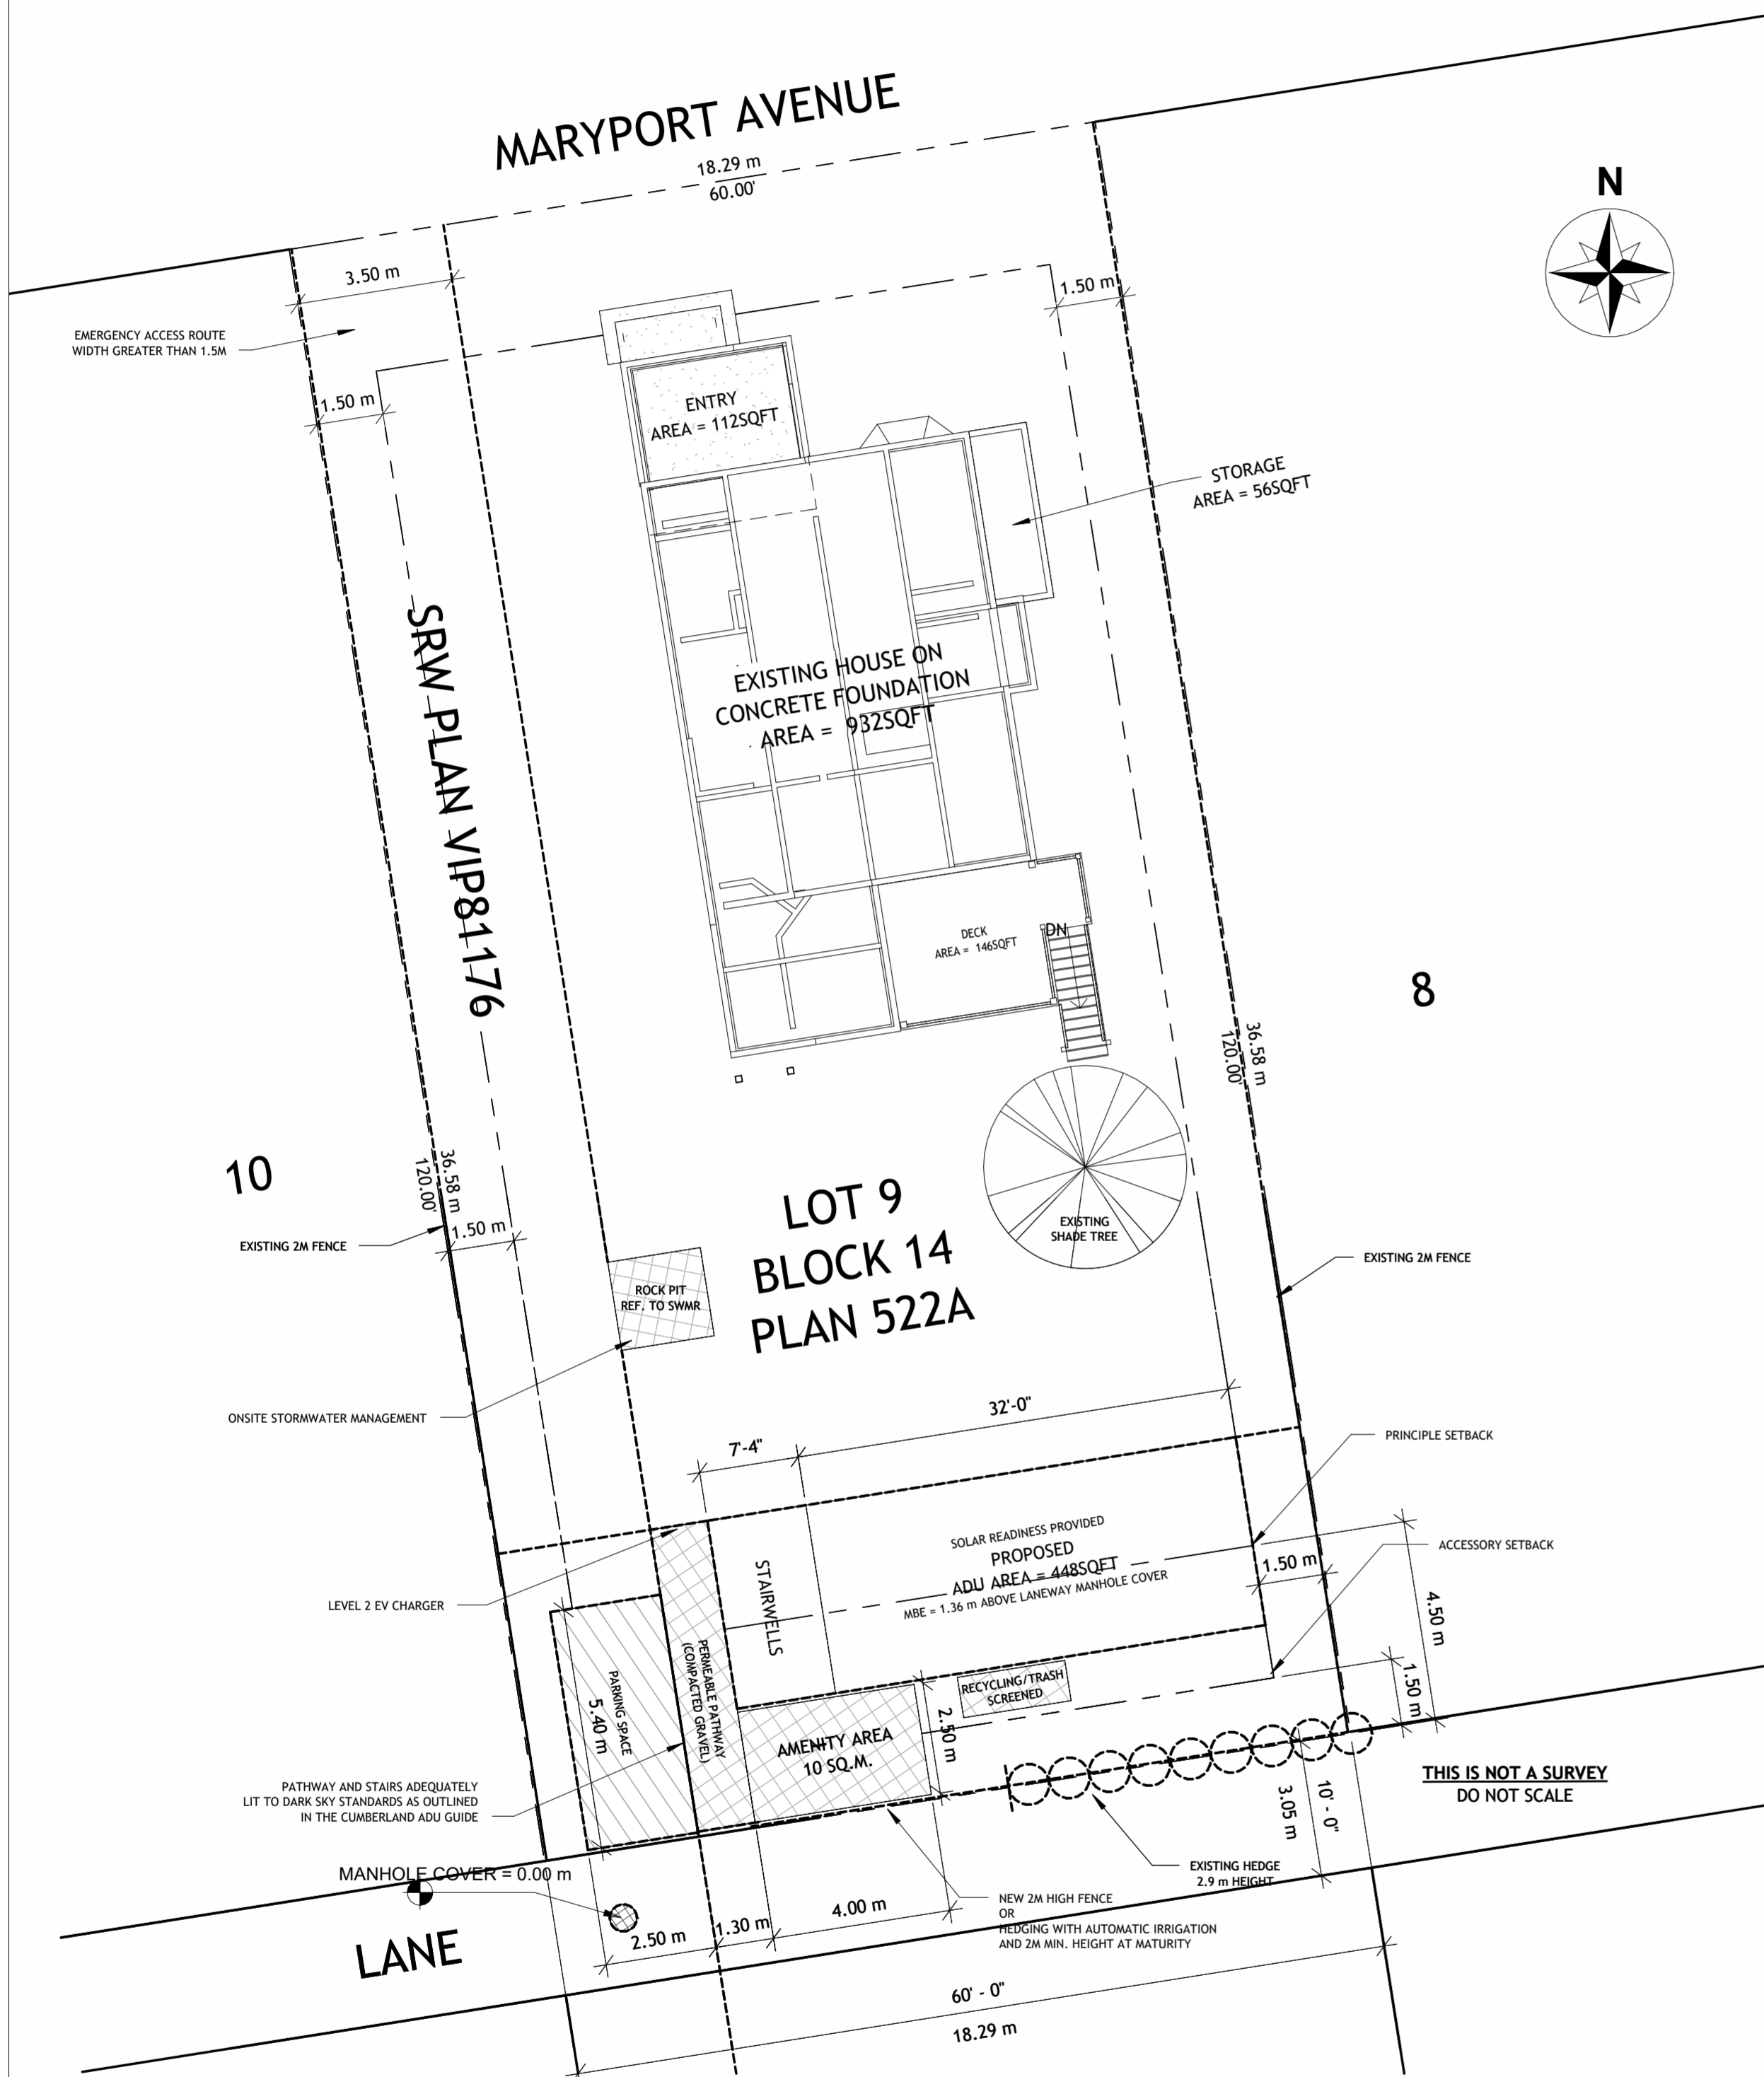 MARYPORT AVENUE
18.29 m
60.00'
N
3.50 m
1.50 m
EMERGENCY ACCESS ROUTE
WIDTH GREATER THAN 1.5M
1.50 m
ENTRY
AREA = 112SQFT
STORAGE
AREA = 56SQFT
SRW PLAN VIP81176
EXISTING HOUSE ON
CONCRETE FOUNDATION
AREA = 932SQFT
DECK
AREA = 146SQFT
DN
8
36.58 m
120.00'
10
36.58 m
120.00'
1.50 m
EXISTING 2M FENCE
LOT 9
BLOCK 14
PLAN 522A
EXISTING
SHADE TREE
EXISTING 2M FENCE
ROCK PIT
REF. TO SWMR
ONSITE STORMWATER MANAGEMENT
32'-0"
7'-4"
PRINCIPLE SETBACK
SOLAR READINESS PROVIDED
PROPOSED
ADU AREA = 448SQFT
MBE = 1.36 m ABOVE LANEWAY MANHOLE COVER
STAIRWELLS
1.50 m
ACCESSORY SETBACK
4.50 m
1.50 m
LEVEL 2 EV CHARGER
PERMEABLE PATHWAY
(COMPACTED GRAVEL)
PARKING SPACE
5.40 m
RECYCLING/TRASH
SCREENED
2.50 m
AMENITY AREA
10 SQ.M.
PATHWAY AND STAIRS ADEQUATELY
LIT TO DARK SKY STANDARDS AS OUTLINED
IN THE CUMBERLAND ADU GUIDE
THIS IS NOT A SURVEY
DO NOT SCALE
10' - 0"
3.05 m
EXISTING HEDGE
2.9 m HEIGHT
MANHOLE COVER = 0.00 m
NEW 2M HIGH FENCE
OR
HEDGING WITH AUTOMATIC IRRIGATION
AND 2M MIN. HEIGHT AT MATURITY
2.50 m
1.30 m
4.00 m
LANE
60' - 0"
18.29 m